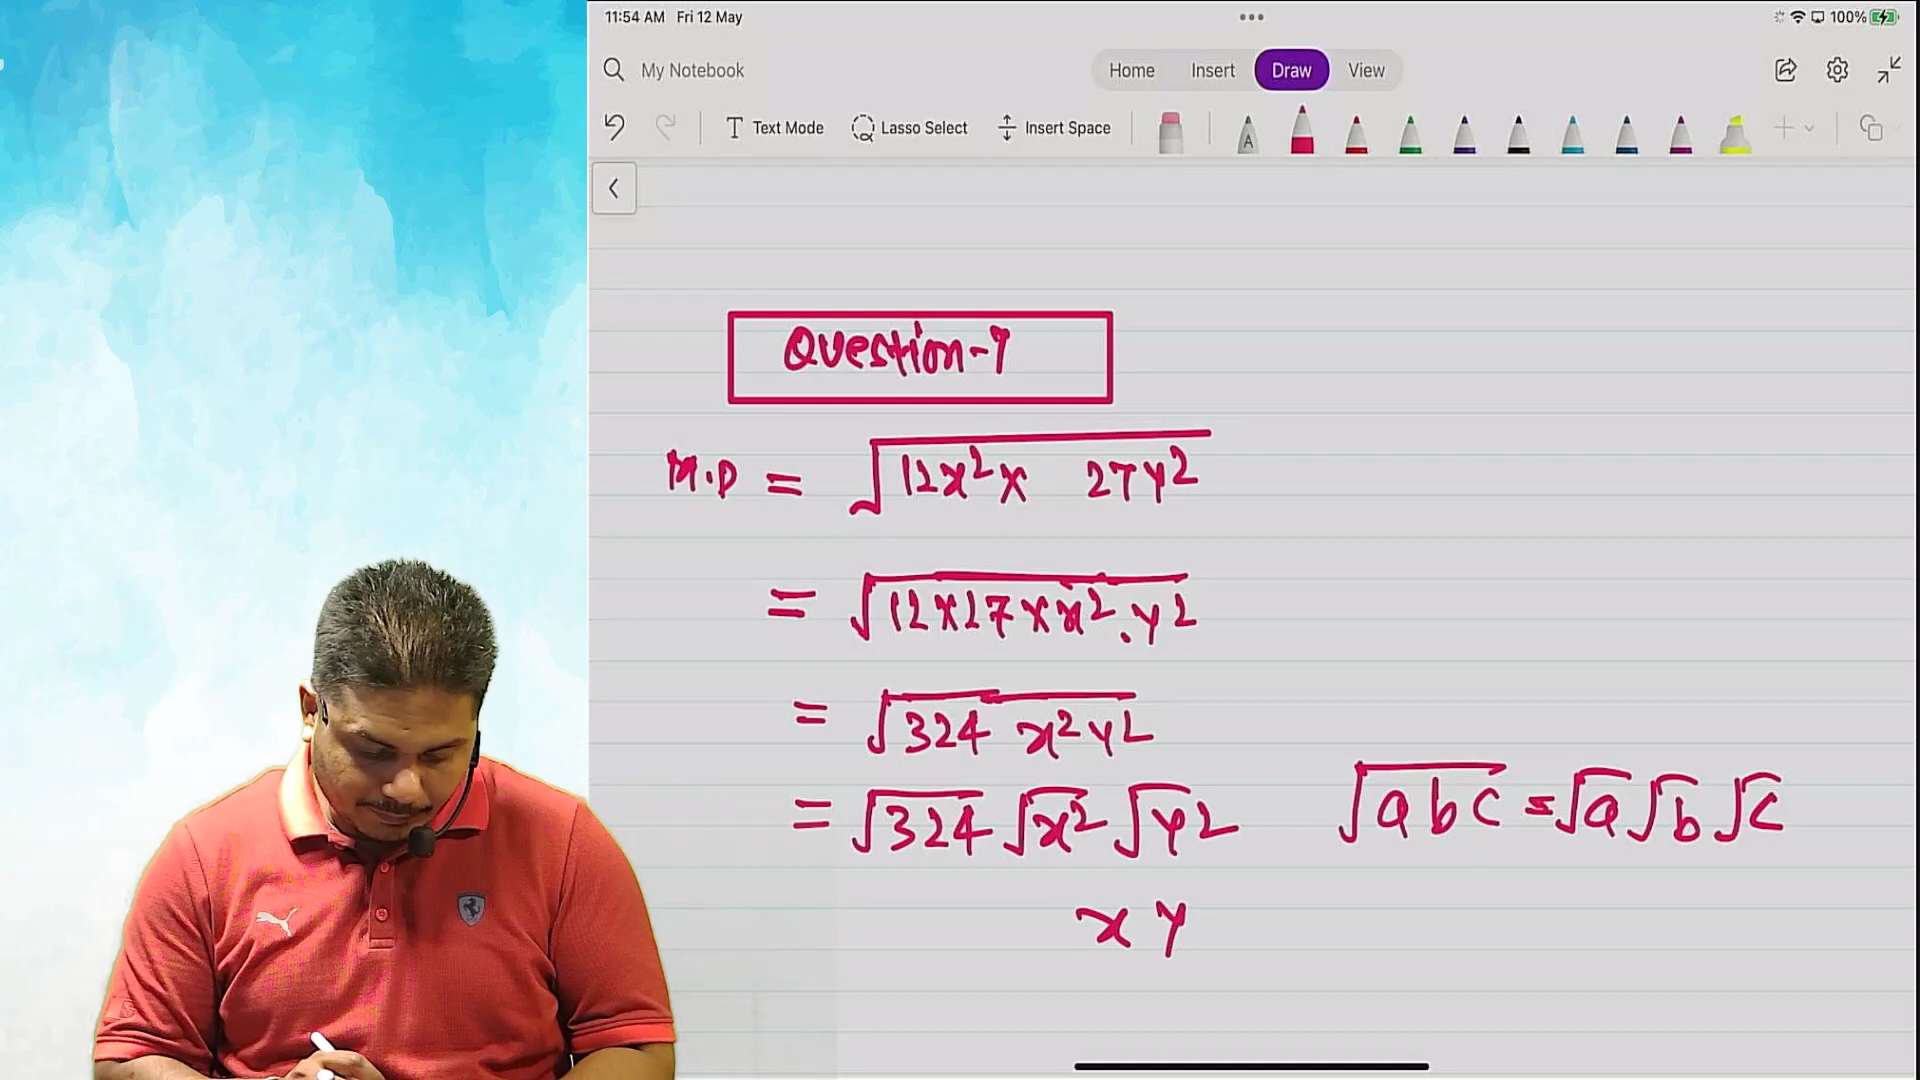 11:54 AM Fri 12 May
100%
My Notebook
Home Insert Draw View
Text Mode Lasso Select Insert Space
A
Question-7
M.P = √12x²× 27y²
= √12×27×x².y²
= √324 x²y²
= √324 √x² √y² √abc = √a √b √c
x y